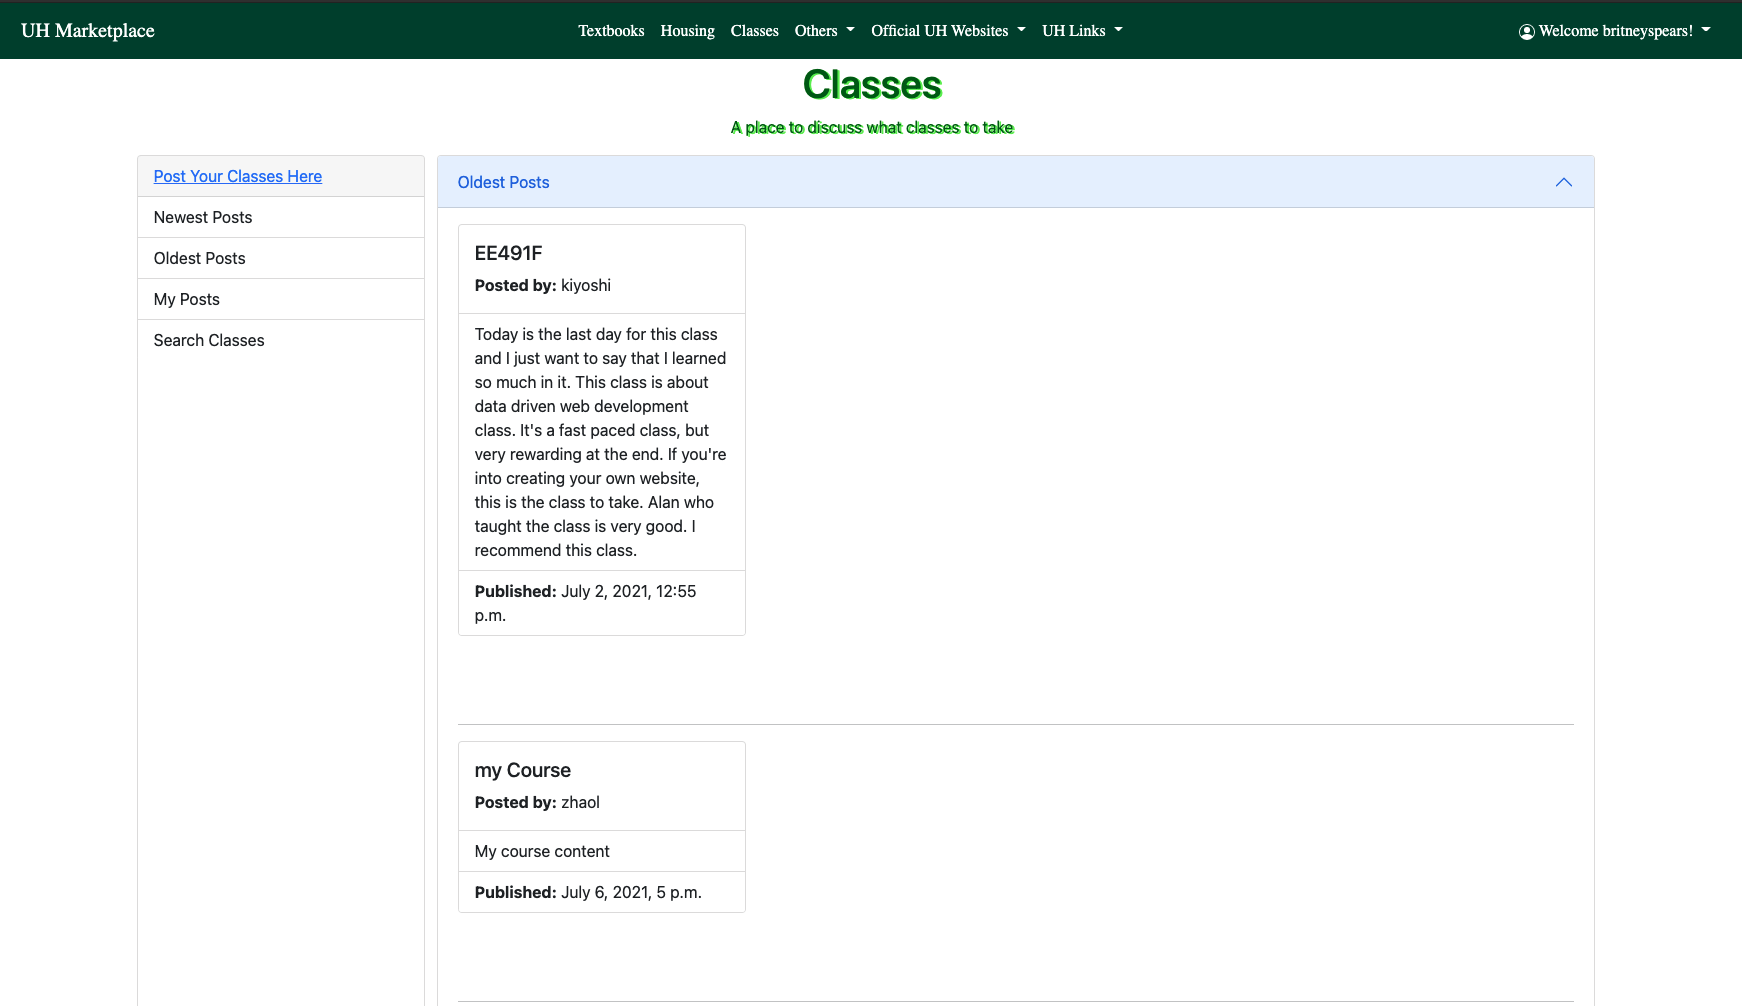 UH Marketplace
Textbooks Housing Classes Others Official UH Websites UH Links
Welcome britneyspears!
Classes
A place to discuss what classes to take
Post Your Classes Here
Newest Posts
Oldest Posts
My Posts
Search Classes
Oldest Posts
EE491F
Posted by: kiyoshi
Today is the last day for this class
and I just want to say that I learned
so much in it. This class is about
data driven web development
class. It's a fast paced class, but
very rewarding at the end. If you're
into creating your own website,
this is the class to take. Alan who
taught the class is very good. I
recommend this class.
Published: July 2, 2021, 12:55
p.m.
my Course
Posted by: zhaol
My course content
Published: July 6, 2021, 5 p.m.